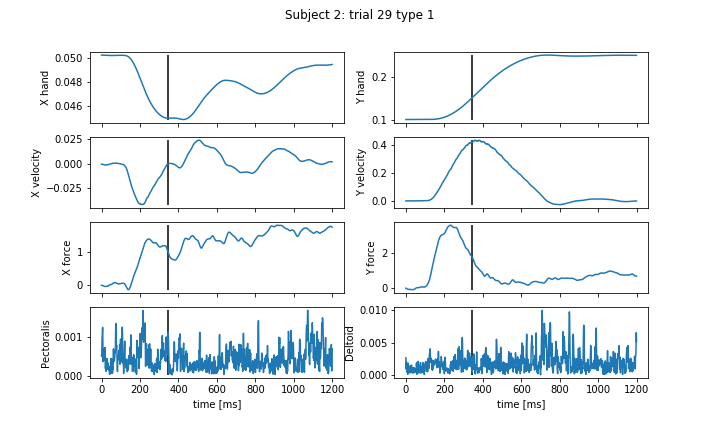 Subject 2: trial 29 type 1
X hand
0.050
0.048
0.046
Y hand
0.2
0.1
X velocity
0.025
0.000
−0.025
Y velocity
0.4
0.2
0.0
X force
1
0
Y force
2
0
Pectoralis
0.001
0.000
0 200 400 600 800 1000 1200
time [ms]
Deltoid
0.010
0.005
0.000
0 200 400 600 800 1000 1200
time [ms]